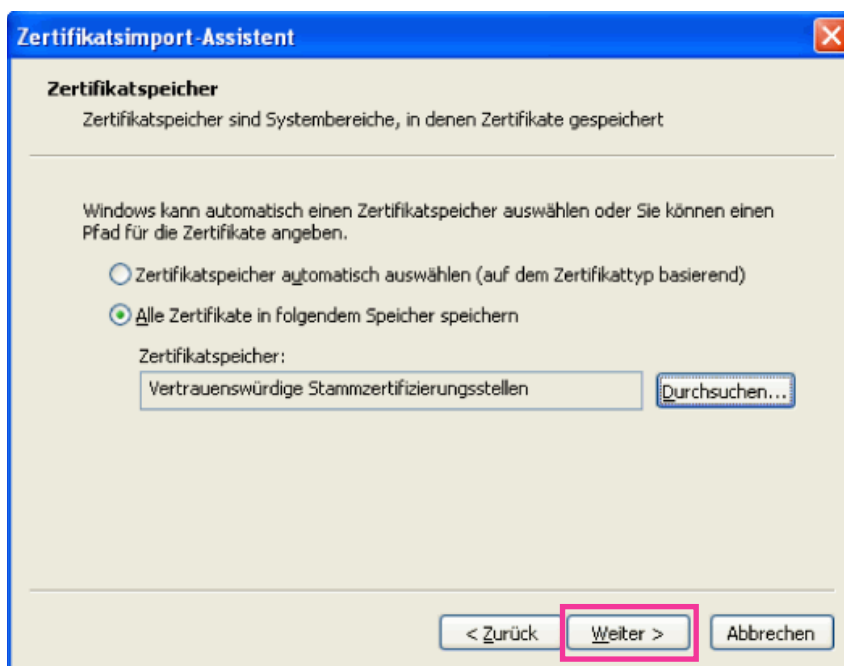 Zertifikatsimport-Assistent
Zertifikatspeicher
Zertifikatspeicher sind Systembereiche, in denen Zertifikate gespeichert
Windows kann automatisch einen Zertifikatspeicher auswählen oder Sie können einen
Pfad für die Zertifikate angeben.
Zertifikatspeicher automatisch auswählen (auf dem Zertifikattyp basierend)
Alle Zertifikate in folgendem Speicher speichern
Zertifikatspeicher:
Vertrauenswürdige Stammzertifizierungsstellen
Durchsuchen...
< Zurück
Weiter >
Abbrechen